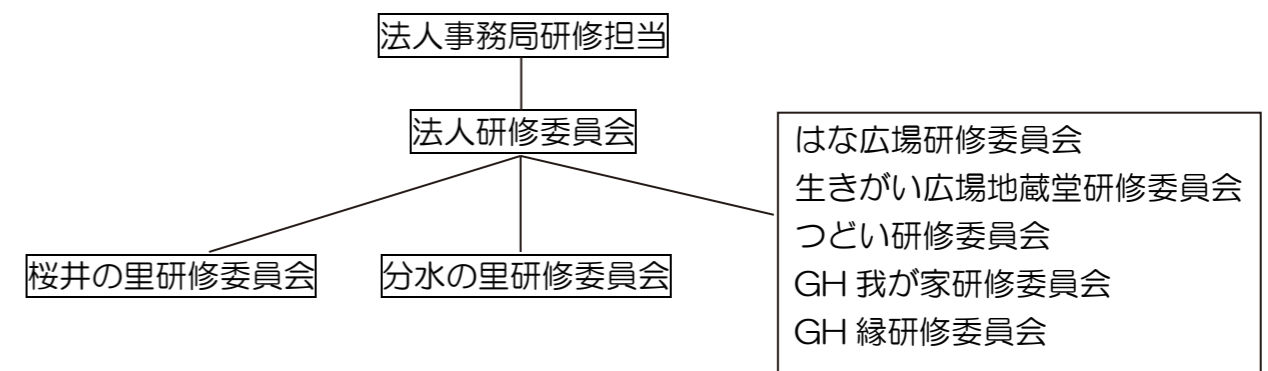 法人事務局研修担当
法人研修委員会
桜井の里研修委員会
分水の里研修委員会
はな広場研修委員会
生きがい広場地蔵堂研修委員会
つどい研修委員会
GH 我が家研修委員会
GH 縁研修委員会